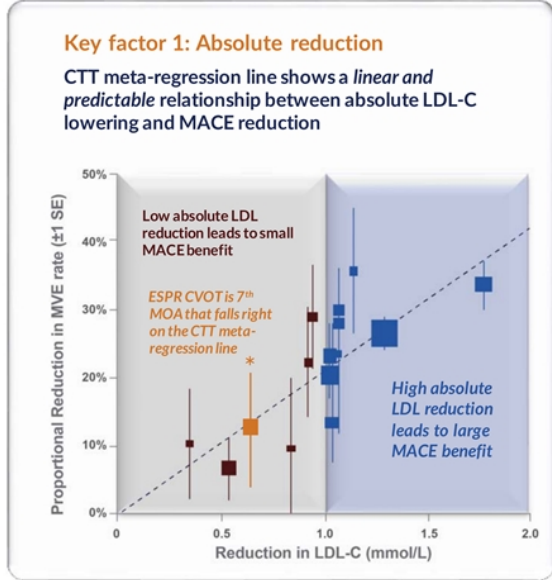 Key factor 1: Absolute reduction
CTT meta-regression line shows a linear and
predictable relationship between absolute LDL-C
lowering and MACE reduction
Proportional Reduction in MVE rate (±1 SE)
50%
40%
30%
20%
10%
0%
Low absolute LDL
reduction leads to small
MACE benefit
ESPR CVOT is 7th
MOA that falls right
on the CTT meta-
regression line
*
High absolute
LDL reduction
leads to large
MACE benefit
0
0.5
1.0
1.5
2.0
Reduction in LDL-C (mmol/L)